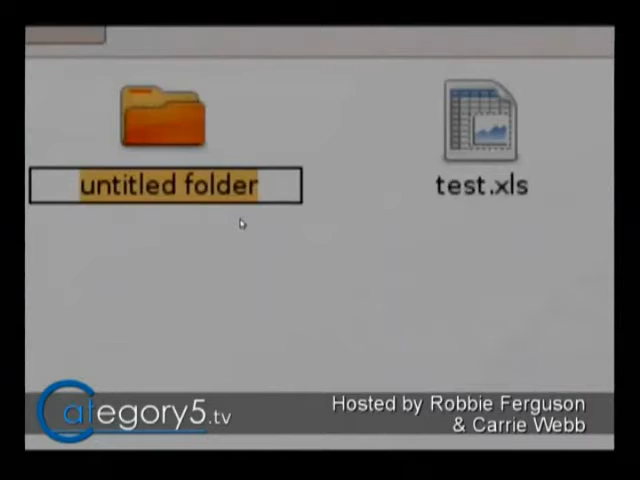 untitled folder
test.xls
Category5.tv
Hosted by Robbie Ferguson
& Carrie Webb